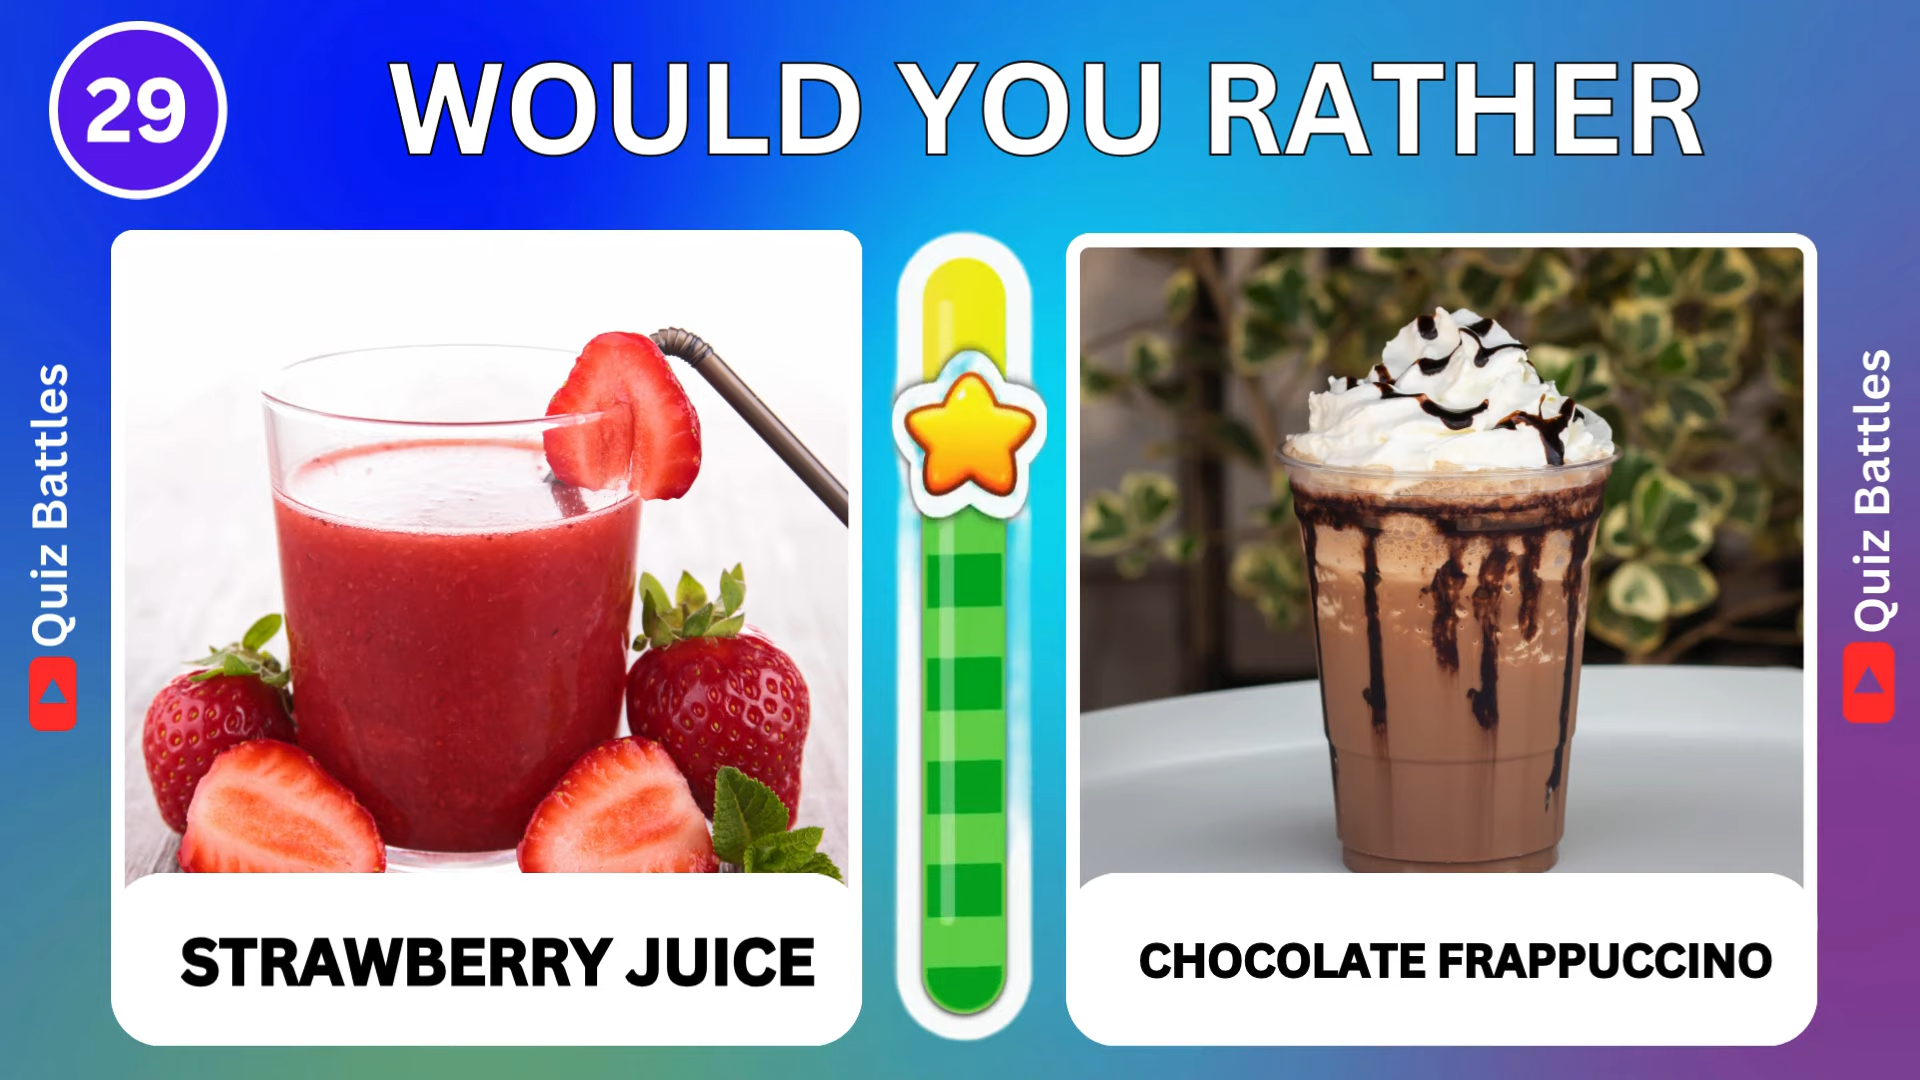 29
WOULD YOU RATHER
Quiz Battles
Quiz Battles
STRAWBERRY JUICE
CHOCOLATE FRAPPUCCINO